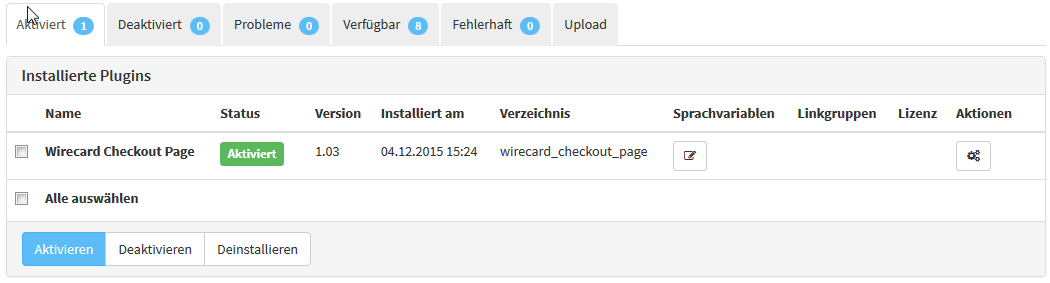 Aktiviert 1 Deaktiviert 0 Probleme 0 Verfügbar 8 Fehlerhaft 0 Upload
Installierte Plugins
Name Status Version Installiert am Verzeichnis Sprachvariablen Linkgruppen Lizenz Aktionen
Wirecard Checkout Page Aktiviert 1.03 04.12.2015 15:24 wirecard_checkout_page
Alle auswählen
Aktivieren Deaktivieren Deinstallieren